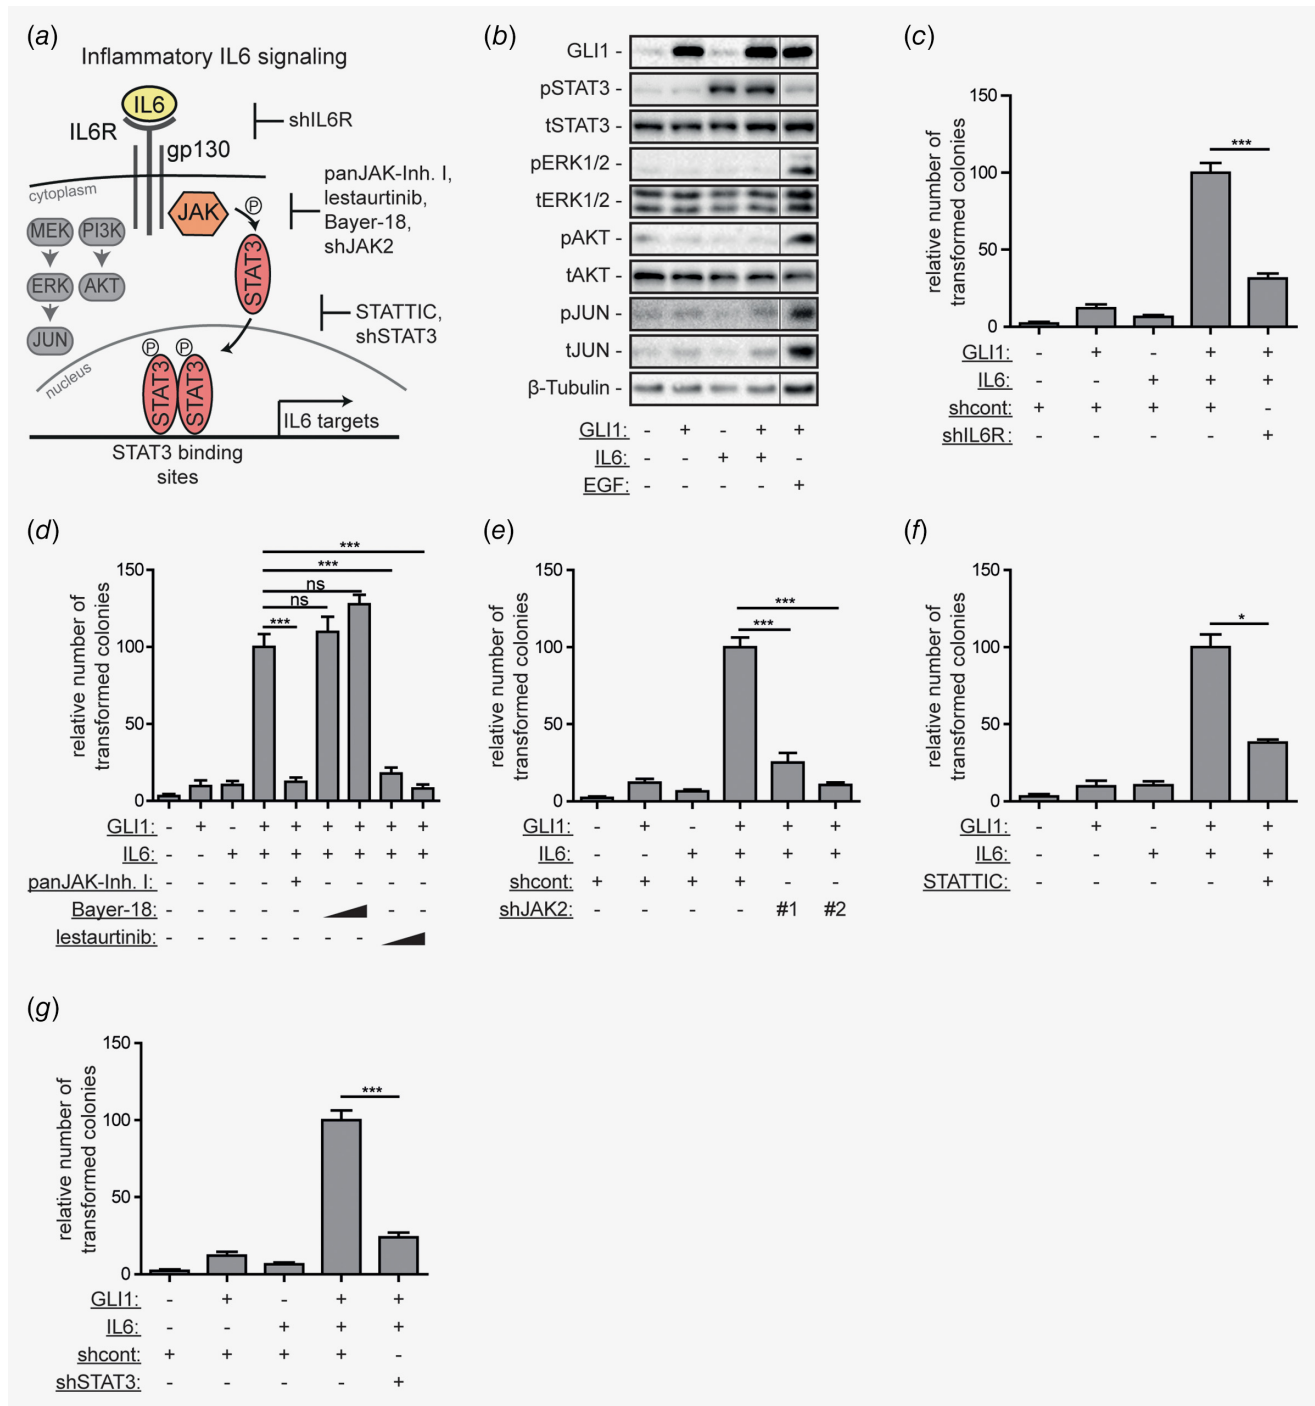 (a)
Inflammatory IL6 signaling
IL6
IL6R
gp130
shIL6R
cytoplasm
panJAK-Inh. I,
lestaurtinib,
Bayer-18,
shJAK2
JAK
P
MEK
PI3K
ERK
AKT
JUN
STAT3
STATTIC,
shSTAT3
nucleus
P P
STAT3 STAT3
IL6 targets
STAT3 binding
sites
(b)
GLI1 -
pSTAT3 -
tSTAT3 -
pERK1/2 -
tERK1/2 -
pAKT -
tAKT -
pJUN -
tJUN -
β-Tubulin -
GLI1: - + - + +
IL6: - - + + -
EGF: - - - - +
(c)
relative number of
transformed colonies
150
100
50
0
***
GLI1: - + - + +
IL6: - - + + +
shcont: + + + + -
shIL6R: - - - - +
(d)
relative number of
transformed colonies
150
100
50
0
***
***
ns
ns
***
GLI1: - + - + + + + + +
IL6: - - + + + + + + +
panJAK-Inh. I: - - - - + - - - -
Bayer-18: - - - - - - -
lestaurtinib: - - - - - - -
(e)
relative number of
transformed colonies
150
100
50
0
***
***
GLI1: - + - + + +
IL6: - - + + + +
shcont: + + + + - -
shJAK2: - - - - #1 #2
(f)
relative number of
transformed colonies
150
100
50
0
*
GLI1: - + - + +
IL6: - - + + +
STATTIC: - - - - +
(g)
relative number of
transformed colonies
150
100
50
0
***
GLI1: - + - + +
IL6: - - + + +
shcont: + + + + -
shSTAT3: - - - - +